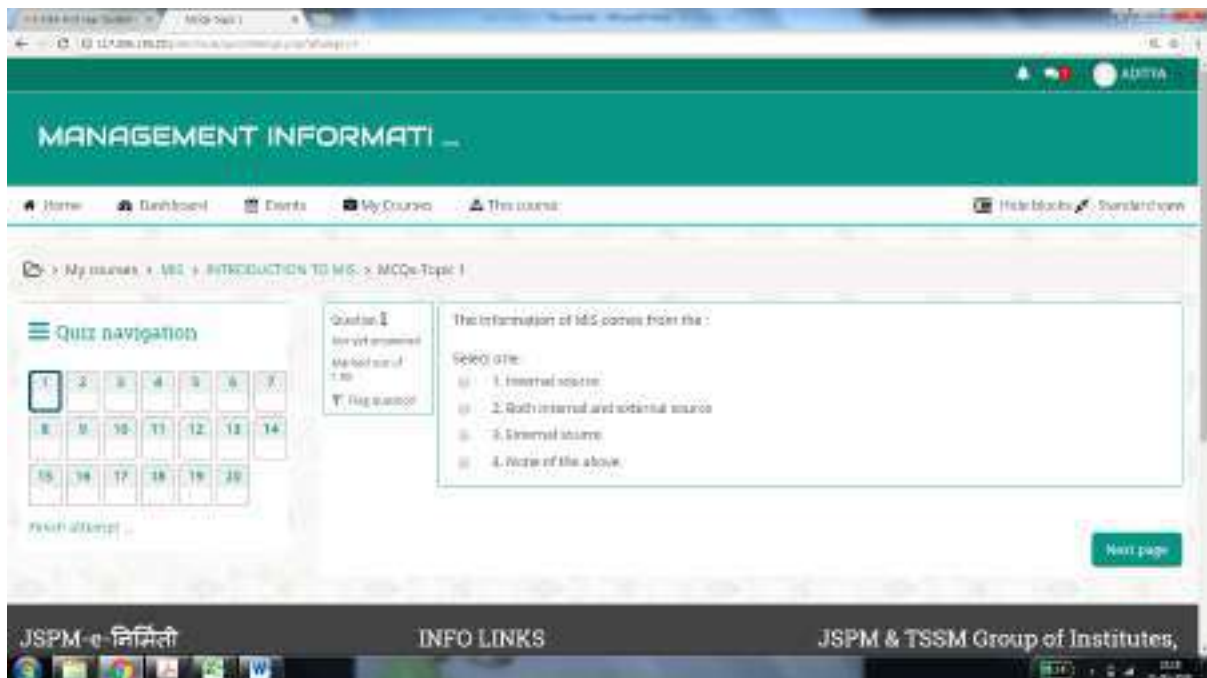 MCQs-Topic 1
ADITYA
MANAGEMENT INFORMATI ...
Home Dashboard Events My Courses This course
Hide blocks Standard view
My courses MIS INTRODUCTION TO MIS MCQs-Topic 1
Quiz navigation
1 2 3 4 5 6 7
8 9 10 11 12 13 14
15 16 17 18 19 20
Finish attempt ...
Question 1
Not yet answered
Marked out of
1.00
Flag question
The information of MIS comes from the :
Select one:
1. Internal source
2. Both internal and external source
3. External source
4. None of the above
Next page
JSPM-e-निर्मिती
INFO LINKS
JSPM & TSSM Group of Institutes,